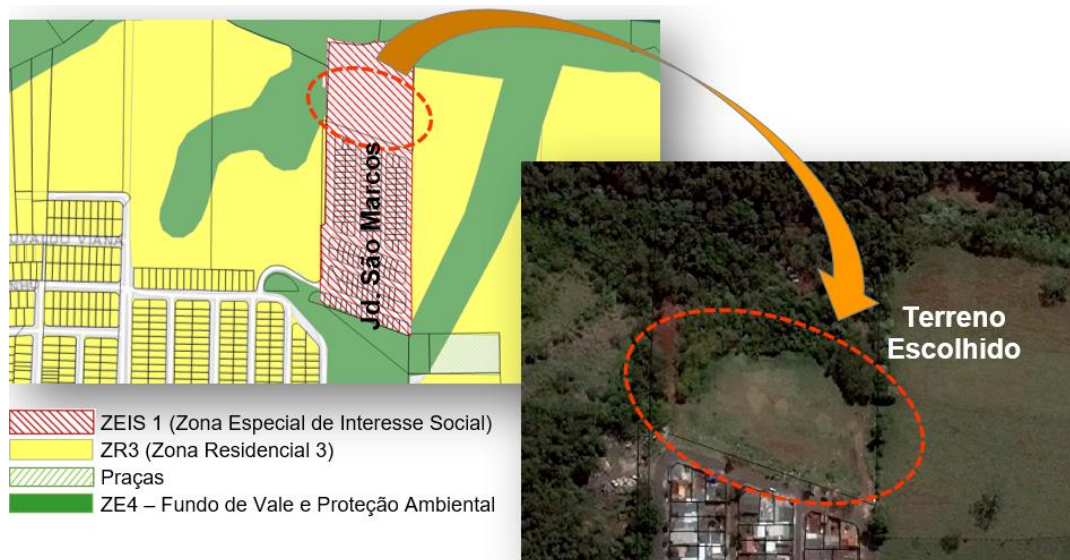 Jd. São Marcos
Terreno
Escolhido
ZEIS 1 (Zona Especial de Interesse Social)
ZR3 (Zona Residencial 3)
Praças
ZE4 – Fundo de Vale e Proteção Ambiental